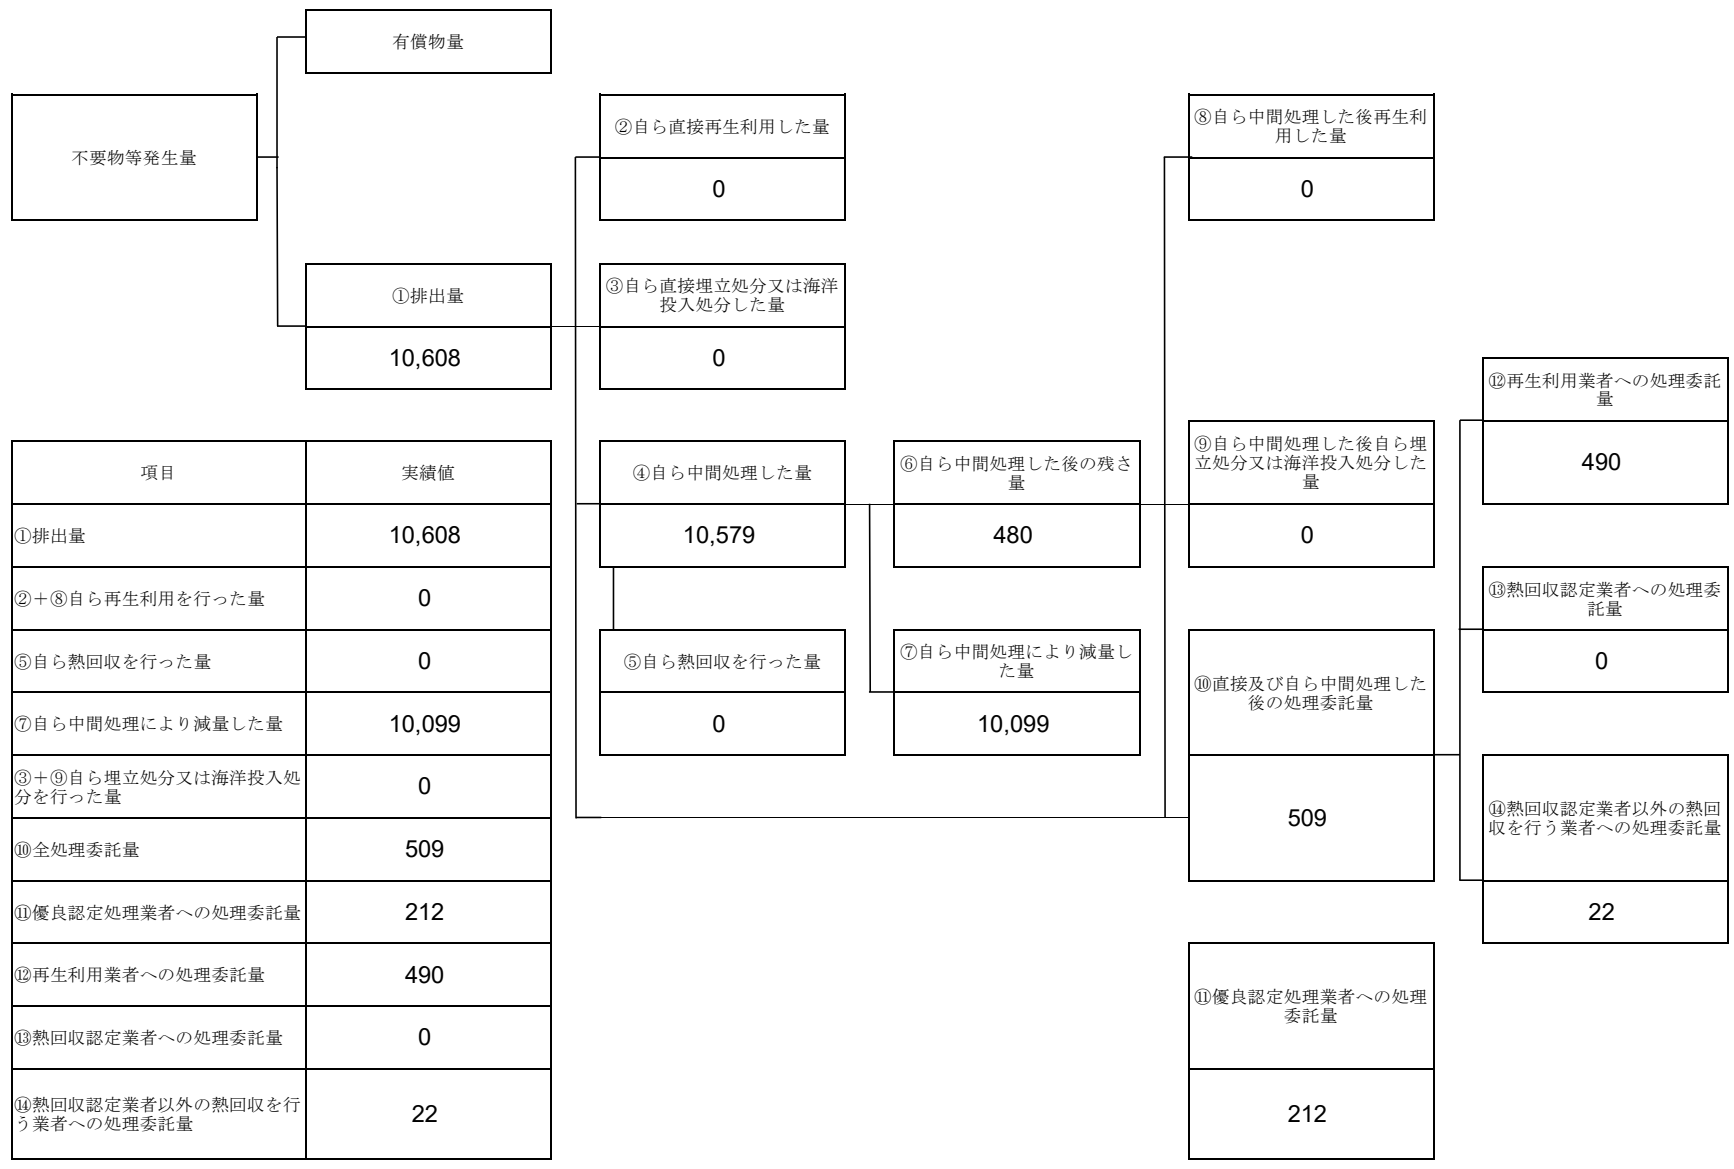 有償物量
不要物等発生量
②自ら直接再生利用した量
0
⑧自ら中間処理した後再生利
用した量
0
①排出量
10,608
③自ら直接埋立処分又は海洋
投入処分した量
0
⑫再生利用業者への処理委託
量
490
④自ら中間処理した量
10,579
⑥自ら中間処理した後の残さ
量
480
⑨自ら中間処理した後自ら埋
立処分又は海洋投入処分した
量
0
⑬熱回収認定業者への処理委
託量
0
⑤自ら熱回収を行った量
0
⑦自ら中間処理により減量し
た量
10,099
⑩直接及び自ら中間処理した
後の処理委託量
509
⑭熱回収認定業者以外の熱回
収を行う業者への処理委託量
22
⑪優良認定処理業者への処理
委託量
212
項目
実績値
①排出量
10,608
②＋⑧自ら再生利用を行った量
0
⑤自ら熱回収を行った量
0
⑦自ら中間処理により減量した量
10,099
③＋⑨自ら埋立処分又は海洋投入処
分を行った量
0
⑩全処理委託量
509
⑪優良認定処理業者への処理委託量
212
⑫再生利用業者への処理委託量
490
⑬熱回収認定業者への処理委託量
0
⑭熱回収認定業者以外の熱回収を行
う業者への処理委託量
22